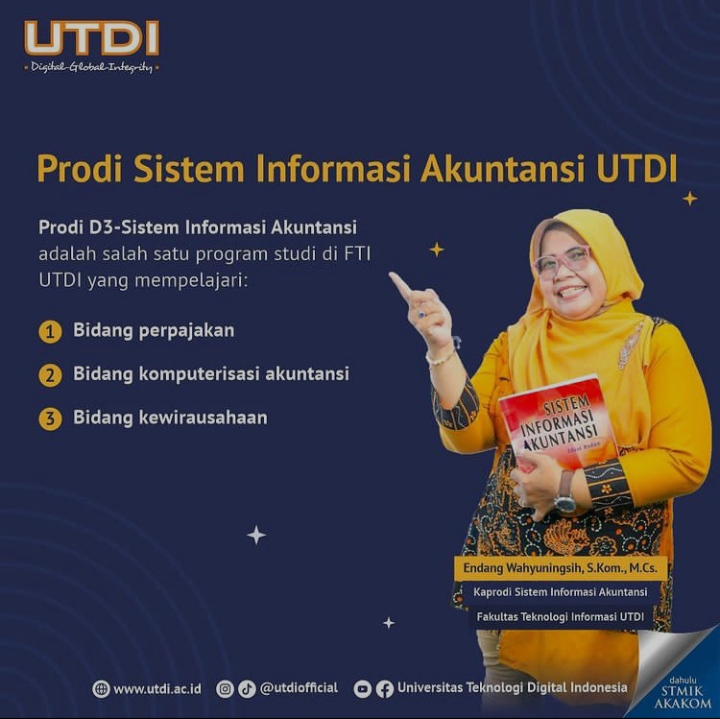 UTDI
• Digital-Global-Integrity •
Prodi Sistem Informasi Akuntansi UTDI
Prodi D3-Sistem Informasi Akuntansi
adalah salah satu program studi di FTI
UTDI yang mempelajari:
1 Bidang perpajakan
2 Bidang komputerisasi akuntansi
3 Bidang kewirausahaan
SISTEM
INFORMASI
AKUNTANSI
Endang Wahyuningsih, S.Kom., M.Cs.
Kaprodi Sistem Informasi Akuntansi
Fakultas Teknologi Informasi UTDI
www.utdi.ac.id @utdiofficial Universitas Teknologi Digital Indonesia
dahulu
STMIK
AKAKOM